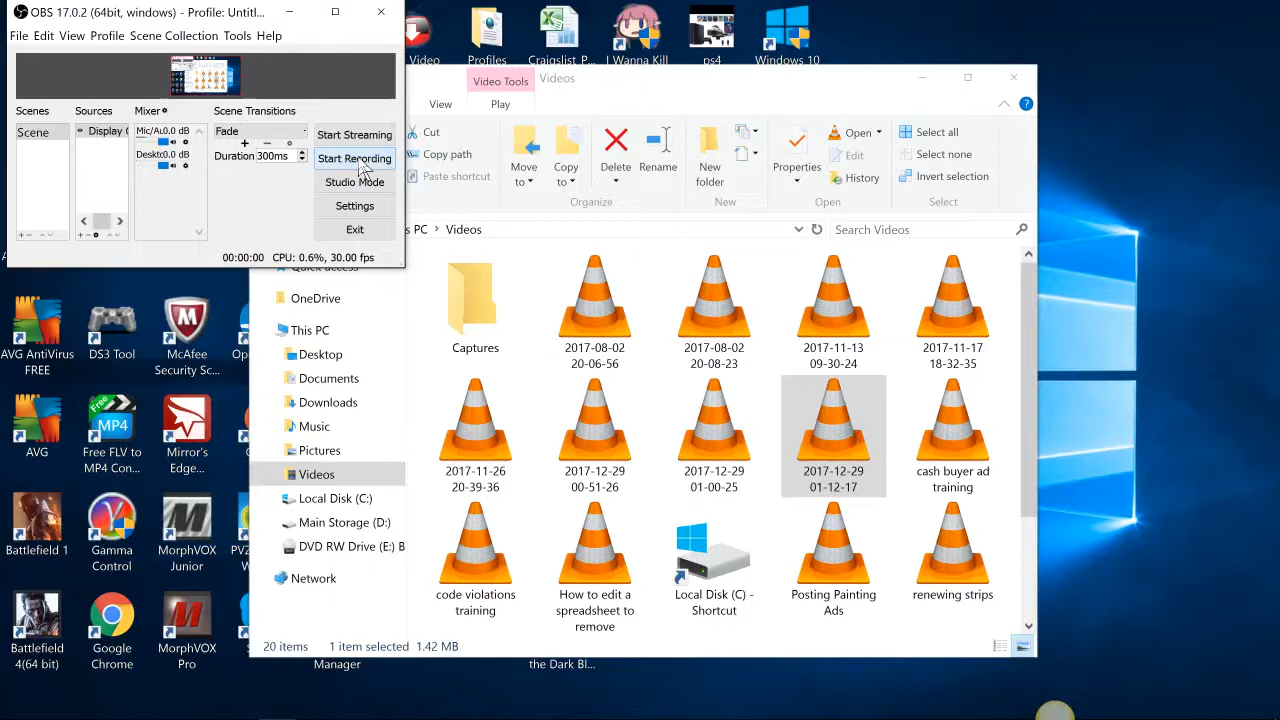 OBS 17.0.2 (64bit, windows) - Profile: Untitl...
File Edit View Profile Scene Collection Tools Help
Scenes Sources Mixer Scene Transitions
Scene
Display (
Mic/Au 0.0 dB
Deskto 0.0 dB
Fade
Duration 300ms
Start Streaming
Start Recording
Studio Mode
Settings
Exit
00:00:00 CPU: 0.6%, 30.00 fps
Video
Profiles
Craigslist P...
I Wanna Kill
ps4
Windows 10
Video Tools
Videos
View
Play
Cut
Copy path
Paste shortcut
Move to
Copy to
Delete
Rename
Organize
New folder
New
Properties
Open
Edit
History
Open
Select all
Select none
Invert selection
Select
s PC > Videos
Search Videos
Quick access
OneDrive
This PC
Desktop
Documents
Downloads
Music
Pictures
Videos
Local Disk (C:)
Main Storage (D:)
DVD RW Drive (E:) B
Network
Captures
2017-08-02
20-06-56
2017-08-02
20-08-23
2017-11-13
09-30-24
2017-11-17
18-32-35
2017-11-26
20-39-36
2017-12-29
00-51-26
2017-12-29
01-00-25
2017-12-29
01-12-17
cash buyer ad
training
code violations
training
How to edit a
spreadsheet to
remove
Local Disk (C) -
Shortcut
Posting Painting
Ads
renewing strips
20 items 1 item selected 1.42 MB
AVG AntiVirus
FREE
DS3 Tool
McAfee
Security Sc...
AVG
Free
MP4
Free FLV to
MP4 Con...
Mirror's
Edge...
Battlefield 1
Gamma
Control
MorphVOX
Junior
PVZ
Battlefield
4(64 bit)
Google
Chrome
MorphVOX
Pro
Manager
the Dark Bl...